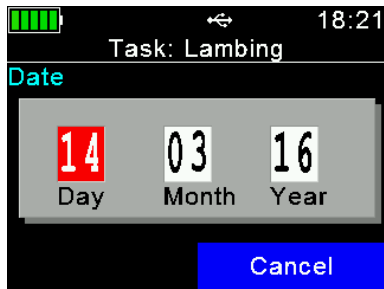 18:21
Task: Lambing
Date
14 03 16
Day Month Year
Cancel